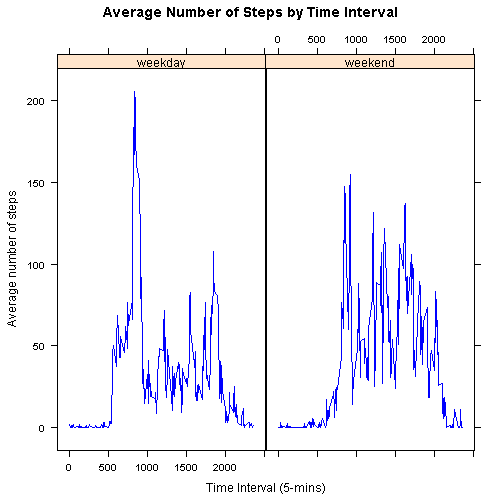 Average Number of Steps by Time Interval
0 500 1000 1500 2000
weekday weekend
200
150
100
50
0
Average number of steps
0 500 1000 1500 2000
Time Interval (5-mins)